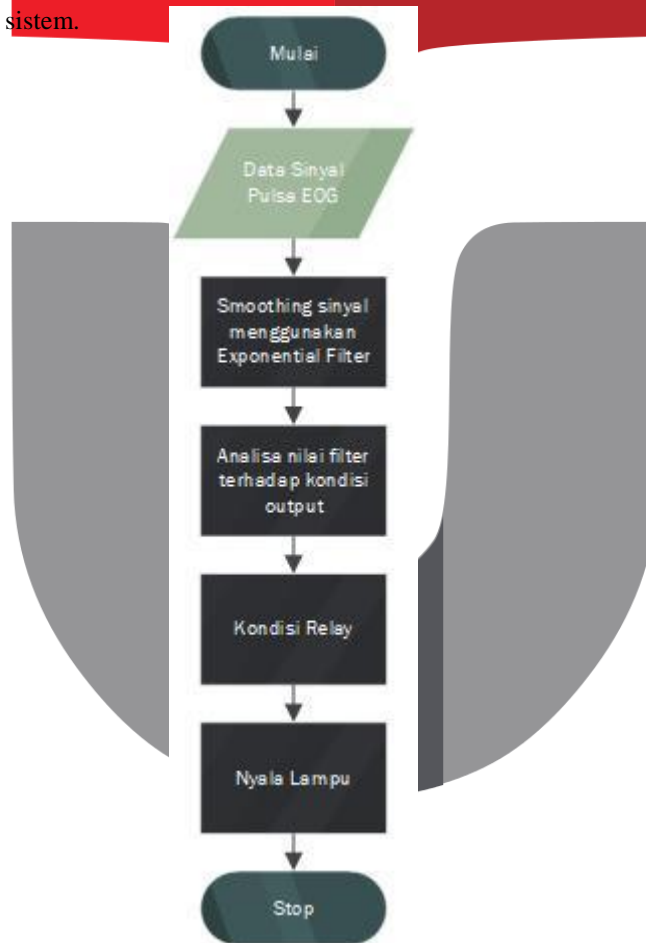 sistem.
Mulai
Data Sinyal
Pulsa EOG
Smoothing sinyal
menggunakan
Exponential Filter
Analisa nilai filter
terhadap kondisi
output
Kondisi Relay
Nyala Lampu
Stop